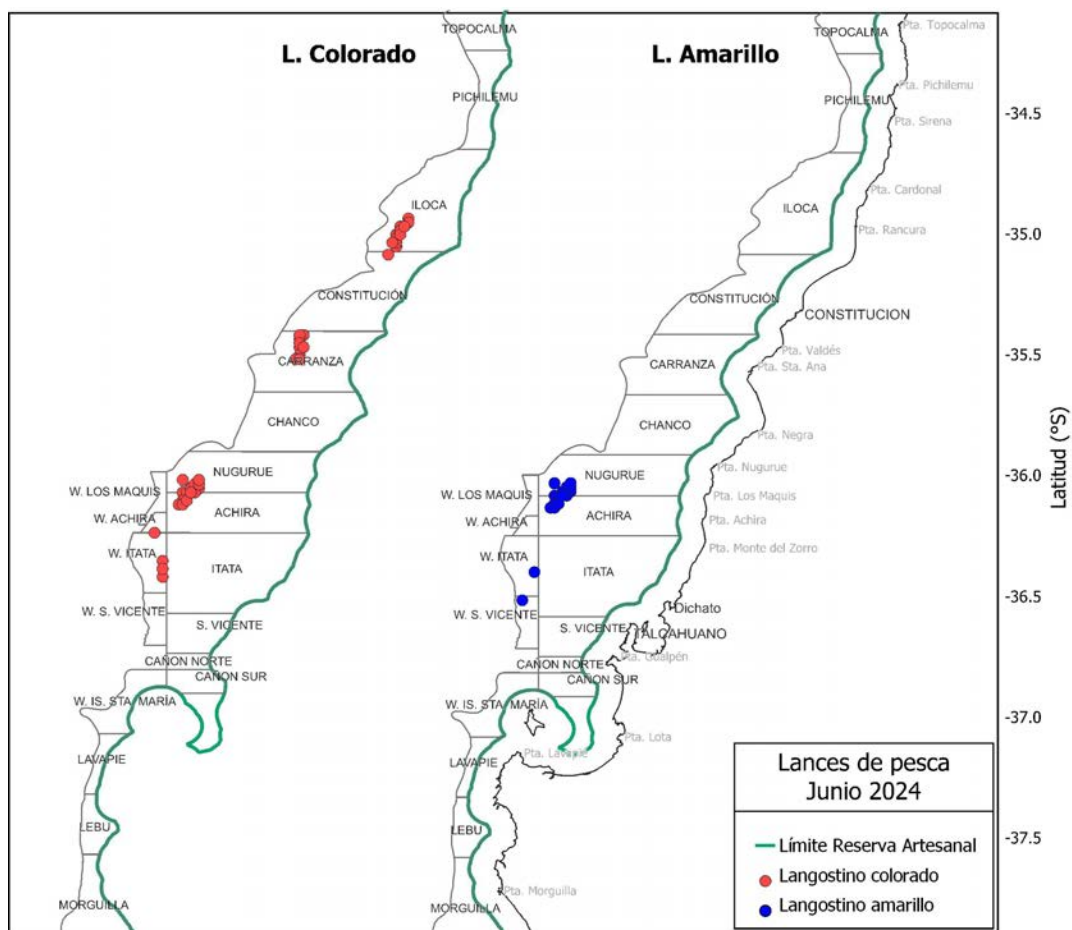 L. Colorado
TOPOCALMA
PICHILEMU
ILOCA
CONSTITUCIÓN
CARRANZA
CHANCO
NUGURUE
W. LOS MAQUIS
ACHIRA
W. ACHIRA
W. ITATA
ITATA
W. S. VICENTE
S. VICENTE
CAÑON NORTE
CAÑON SUR
W. IS. STA. MARÍA
LAVAPIE
LEBU
MORGUILLA
L. Amarillo
TOPOCALMA
PICHILEMU
ILOCA
CONSTITUCIÓN
CARRANZA
CHANCO
NUGURUE
W. LOS MAQUIS
ACHIRA
W. ACHIRA
W. ITATA
ITATA
W. S. VICENTE
S. VICENTE
CAÑON NORTE
CAÑON SUR
W. IS. STA. MARÍA
LAVAPIE
LEBU
MORGUILLA
Pta. Topocalma
Pta. Pichilemu
Pta. Sirena
Pta. Cardonal
Pta. Rancura
CONSTITUCION
Pta. Valdés
Pta. Sta. Ana
Pta. Negra
Pta. Nugurue
Pta. Los Maquis
Pta. Achira
Pta. Monte del Zorro
Dichato
TALCAHUANO
Pta. Gualpén
Pta. Lota
Pta. Lavapié
Pta. Morguilla
-34.5
-35.0
-35.5
-36.0
-36.5
-37.0
-37.5
Latitud (°S)
Lances de pesca
Junio 2024
Límite Reserva Artesanal
Langostino colorado
Langostino amarillo